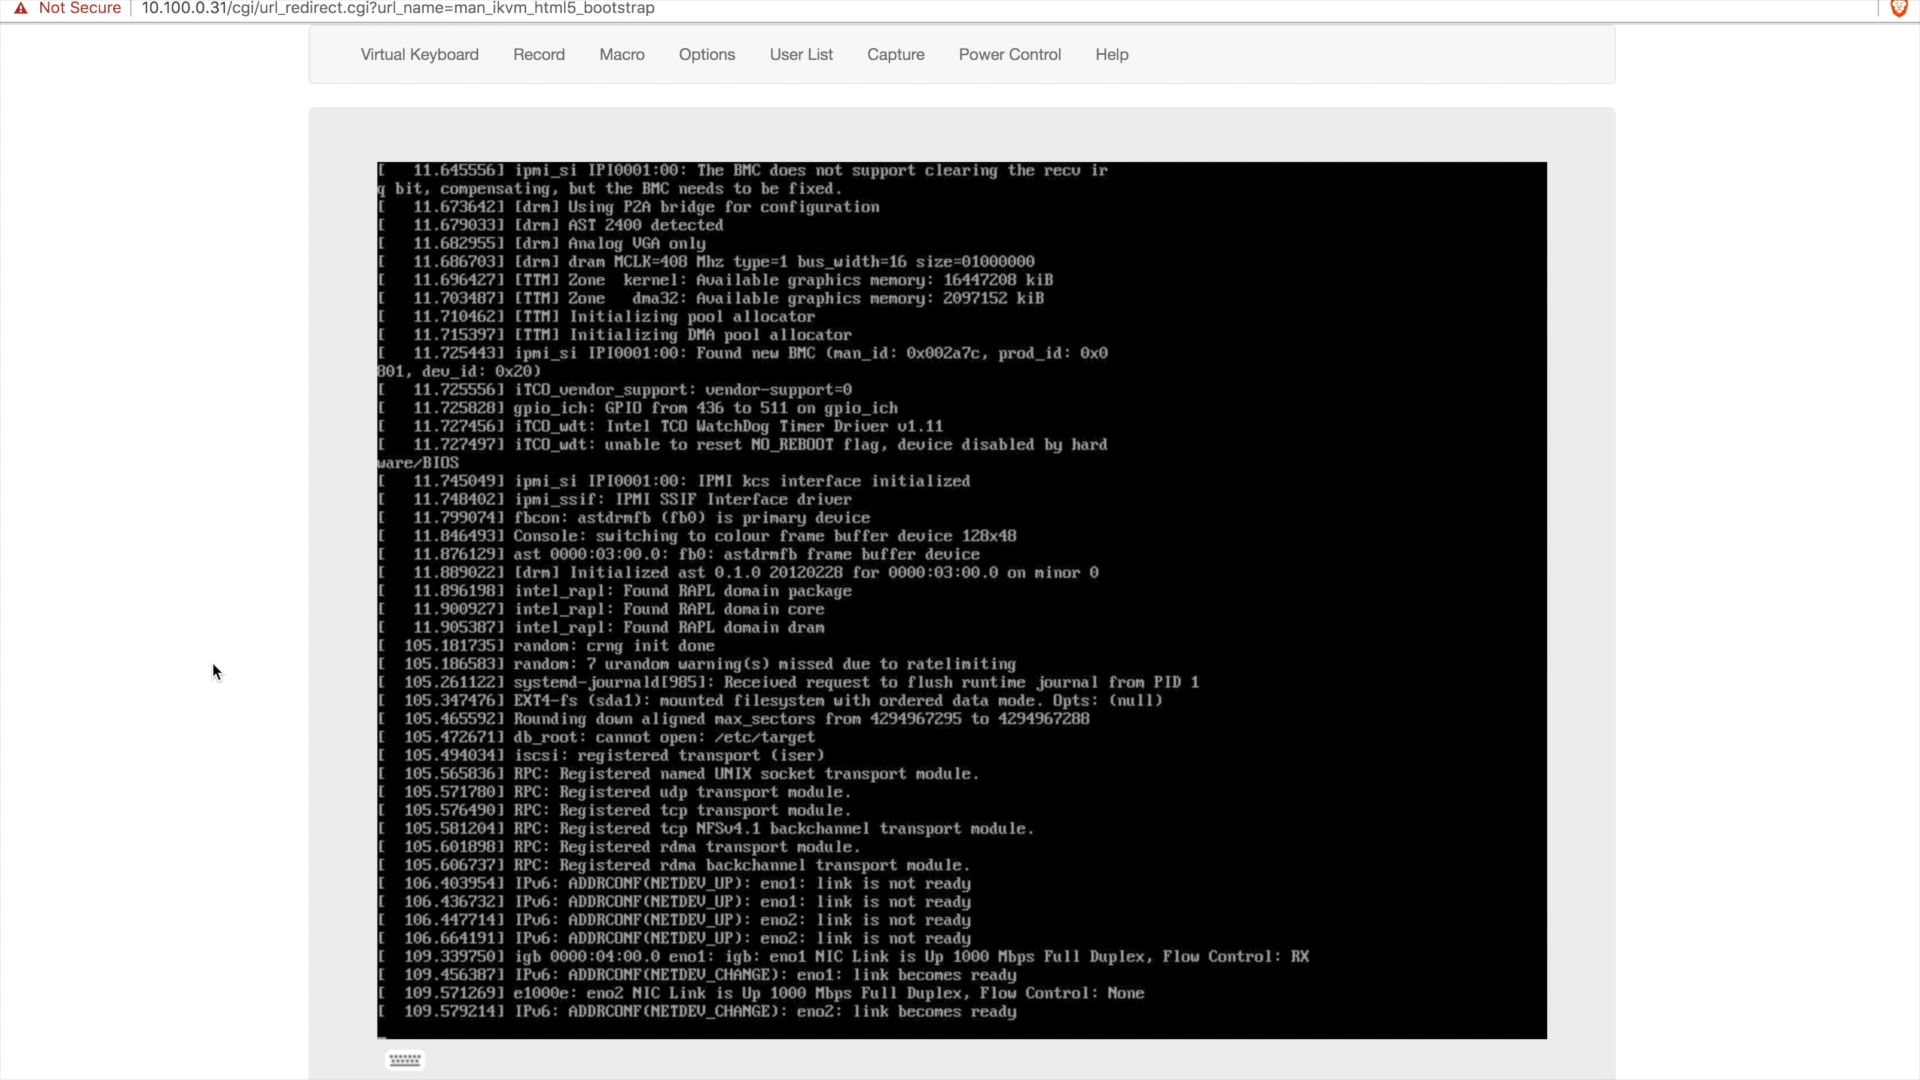 Not Secure 10.100.0.31/cgi/url_redirect.cgi?url_name=man_ikvm_html5_bootstrap
Virtual Keyboard Record Macro Options User List Capture Power Control Help
[ 11.645556] ipmi_si IPI0001:00: The BMC does not support clearing the recv ir
q bit, compensating, but the BMC needs to be fixed.
[ 11.673642] [drm] Using P2A bridge for configuration
[ 11.679033] [drm] AST 2400 detected
[ 11.682955] [drm] Analog VGA only
[ 11.686703] [drm] dram MCLK=408 Mhz type=1 bus_width=16 size=01000000
[ 11.696427] [TTM] Zone  kernel: Available graphics memory: 16447208 kiB
[ 11.703487] [TTM] Zone   dma32: Available graphics memory: 2097152 kiB
[ 11.710462] [TTM] Initializing pool allocator
[ 11.715397] [TTM] Initializing DMA pool allocator
[ 11.725443] ipmi_si IPI0001:00: Found new BMC (man_id: 0x002a7c, prod_id: 0x0
801, dev_id: 0x20)
[ 11.725556] iTCO_vendor_support: vendor-support=0
[ 11.725828] gpio_ich: GPIO from 436 to 511 on gpio_ich
[ 11.727456] iTCO_wdt: Intel TCO WatchDog Timer Driver v1.11
[ 11.727497] iTCO_wdt: unable to reset NO_REBOOT flag, device disabled by hard
ware/BIOS
[ 11.745049] ipmi_si IPI0001:00: IPMI kcs interface initialized
[ 11.748402] ipmi_ssif: IPMI SSIF Interface driver
[ 11.799074] fbcon: astdrmfb (fb0) is primary device
[ 11.846493] Console: switching to colour frame buffer device 128x48
[ 11.876129] ast 0000:03:00.0: fb0: astdrmfb frame buffer device
[ 11.889022] [drm] Initialized ast 0.1.0 20120228 for 0000:03:00.0 on minor 0
[ 11.896198] intel_rapl: Found RAPL domain package
[ 11.900927] intel_rapl: Found RAPL domain core
[ 11.905387] intel_rapl: Found RAPL domain dram
[ 105.181735] random: crng init done
[ 105.186583] random: 7 urandom warning(s) missed due to ratelimiting
[ 105.261122] systemd-journald[985]: Received request to flush runtime journal from PID 1
[ 105.347476] EXT4-fs (sda1): mounted filesystem with ordered data mode. Opts: (null)
[ 105.465592] Rounding down aligned max_sectors from 4294967295 to 4294967288
[ 105.472671] db_root: cannot open: /etc/target
[ 105.494034] iscsi: registered transport (iser)
[ 105.565836] RPC: Registered named UNIX socket transport module.
[ 105.571780] RPC: Registered udp transport module.
[ 105.576490] RPC: Registered tcp transport module.
[ 105.581204] RPC: Registered tcp NFSv4.1 backchannel transport module.
[ 105.601898] RPC: Registered rdma transport module.
[ 105.606737] RPC: Registered rdma backchannel transport module.
[ 106.403954] IPv6: ADDRCONF(NETDEV_UP): eno1: link is not ready
[ 106.436732] IPv6: ADDRCONF(NETDEV_UP): eno1: link is not ready
[ 106.447714] IPv6: ADDRCONF(NETDEV_UP): eno2: link is not ready
[ 106.664191] IPv6: ADDRCONF(NETDEV_UP): eno2: link is not ready
[ 109.339750] igb 0000:04:00.0 eno1: igb: eno1 NIC Link is Up 1000 Mbps Full Duplex, Flow Control: RX
[ 109.456387] IPv6: ADDRCONF(NETDEV_CHANGE): eno1: link becomes ready
[ 109.571269] e1000e: eno2 NIC Link is Up 1000 Mbps Full Duplex, Flow Control: None
[ 109.579214] IPv6: ADDRCONF(NETDEV_CHANGE): eno2: link becomes ready